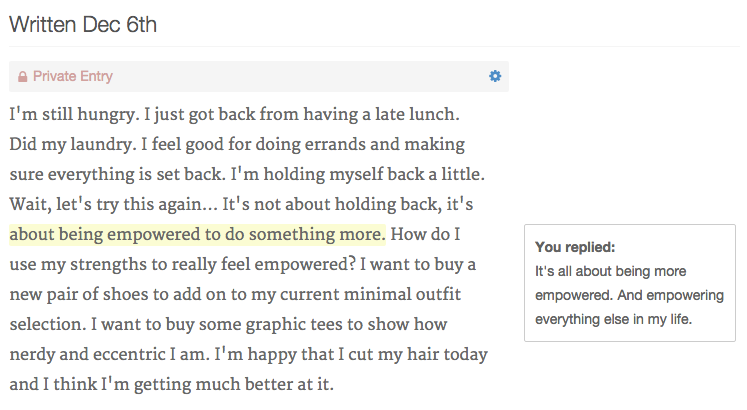 Written Dec 6th
Private Entry
I'm still hungry. I just got back from having a late lunch.
Did my laundry. I feel good for doing errands and making
sure everything is set back. I'm holding myself back a little.
Wait, let's try this again... It's not about holding back, it's
about being empowered to do something more. How do I
use my strengths to really feel empowered? I want to buy a
new pair of shoes to add on to my current minimal outfit
selection. I want to buy some graphic tees to show how
nerdy and eccentric I am. I'm happy that I cut my hair today
and I think I'm getting much better at it.
You replied:
It's all about being more
empowered. And empowering
everything else in my life.